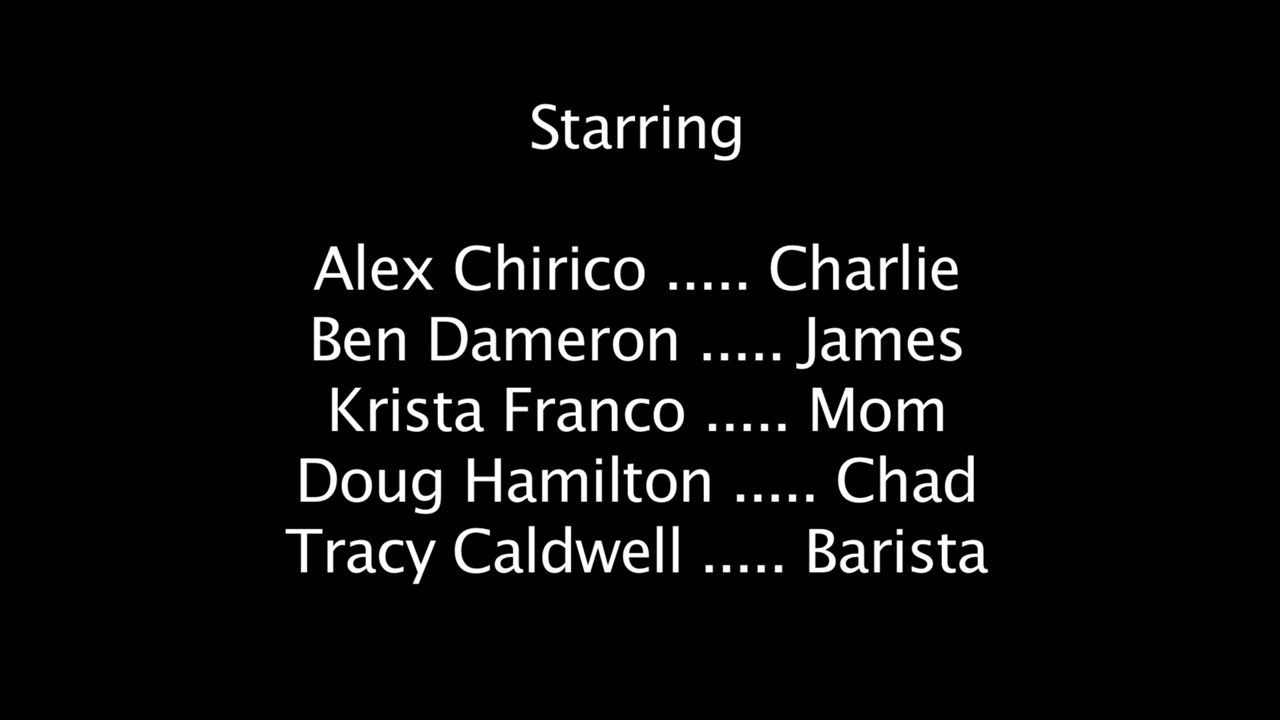 Starring
Alex Chirico ..... Charlie
Ben Dameron ..... James
Krista Franco ..... Mom
Doug Hamilton ..... Chad
Tracy Caldwell ..... Barista